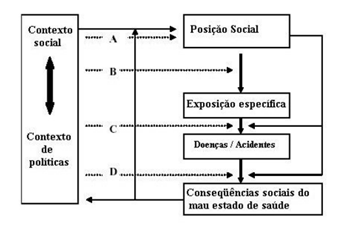 Contexto
social
Contexto
de
políticas
A
Posição Social
B
Exposição específica
C
Doenças / Acidentes
D
Conseqüências sociais do
mau estado de saúde